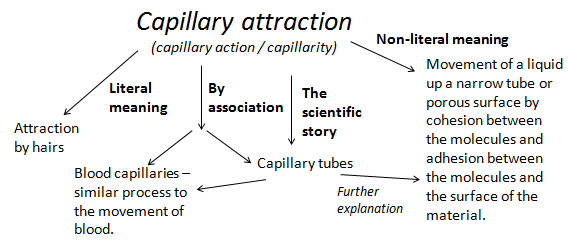 Capillary attraction
(capillary action / capillarity)
Non-literal meaning
Literal
meaning
By
association
The
scientific
story
Movement of a liquid
up a narrow tube or
porous surface by
cohesion between
the molecules and
adhesion between
the molecules and
the surface of the
material.
Attraction
by hairs
Blood capillaries –
similar process to
the movement of
blood.
Capillary tubes
Further
explanation